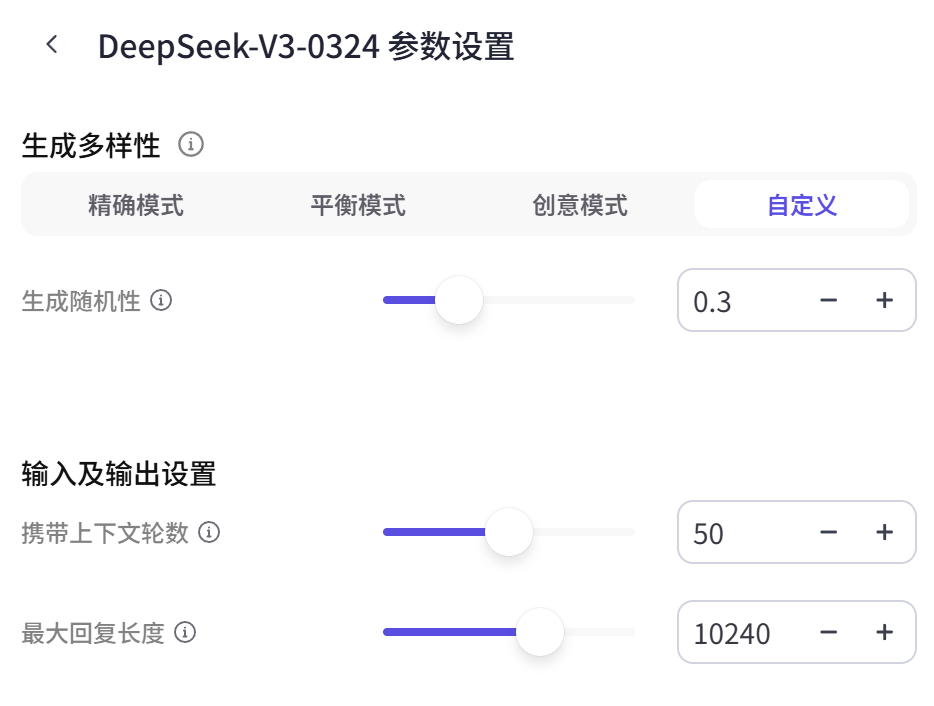 DeepSeek-V3-0324 参数设置
生成多样性
精确模式 平衡模式 创意模式 自定义
生成随机性 0.3 − +
输入及输出设置
携带上下文轮数 50 − +
最大回复长度 10240 − +